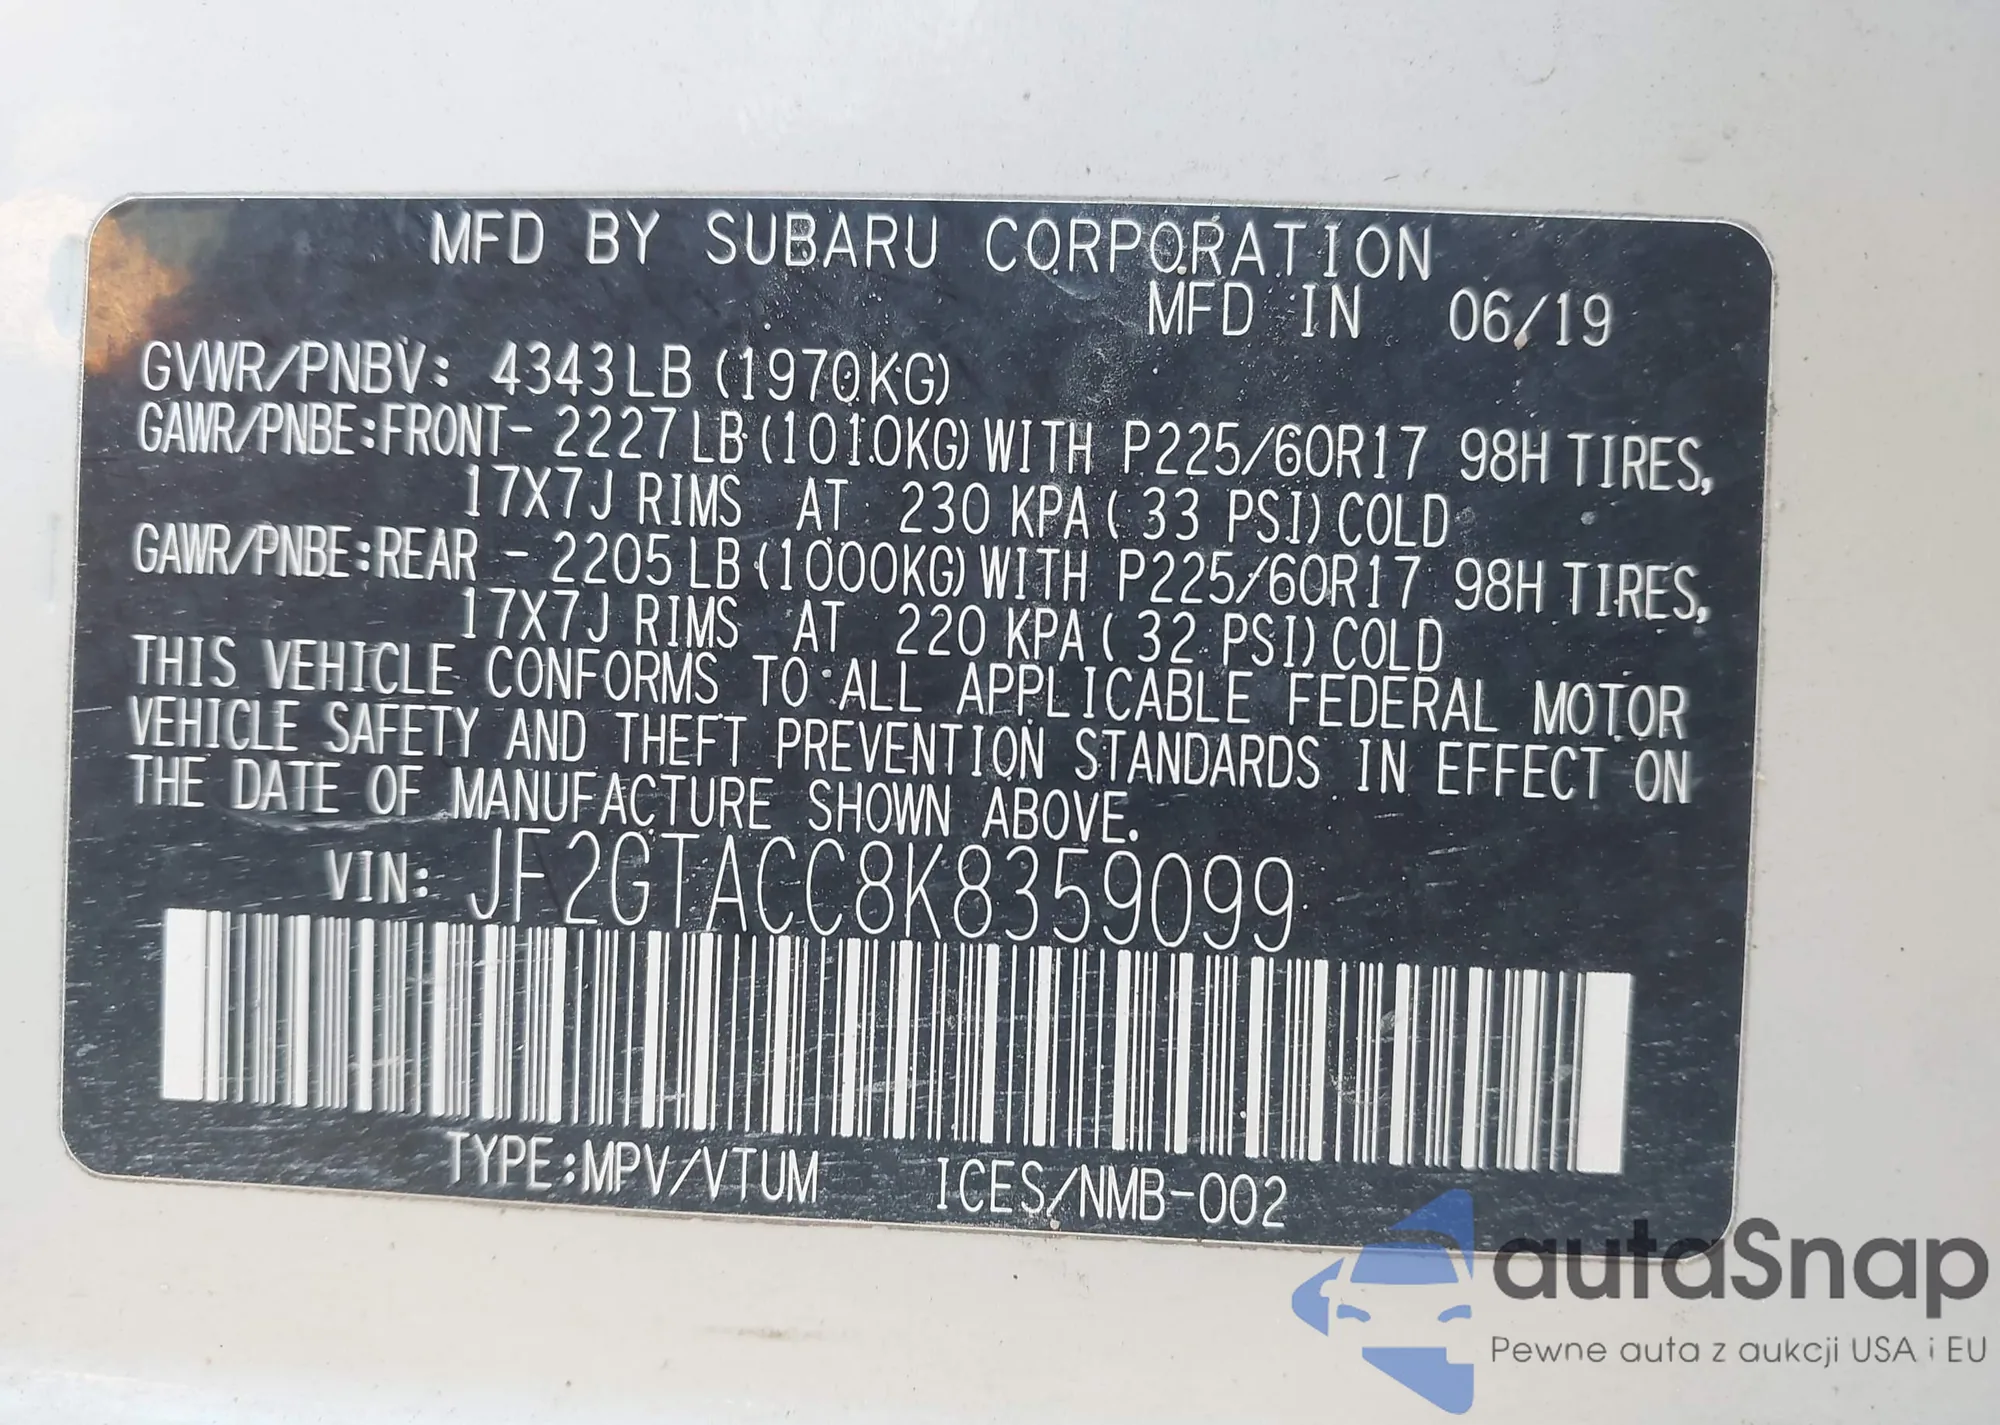 MFD BY SUBARU CORPORATION
MFD IN 06/19
GVWR/PNBV: 4343LB (1970KG)
GAWR/PNBE:FRONT- 2227LB (1010KG) WITH P225/60R17 98H TIRES,
17X7J RIMS AT 230 KPA ( 33 PSI) COLD
GAWR/PNBE:REAR - 2205LB (1000KG) WITH P225/60R17 98H TIRES,
17X7J RIMS AT 220 KPA ( 32 PSI) COLD
THIS VEHICLE CONFORMS TO ALL APPLICABLE FEDERAL MOTOR
VEHICLE SAFETY AND THEFT PREVENTION STANDARDS IN EFFECT ON
THE DATE OF MANUFACTURE SHOWN ABOVE.
VIN: JF2GTACC8K8359099
TYPE:MPV/VTUM ICES/NMB-002
autaSnap
Pewne auta z aukcji USA i EU